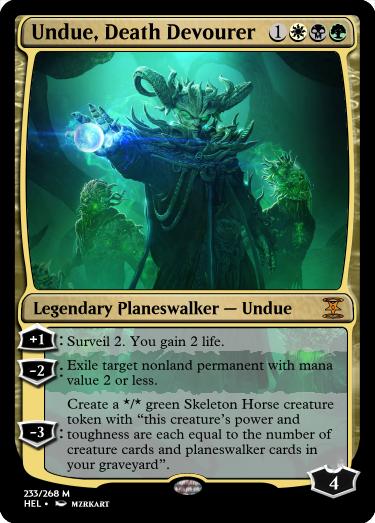 Undue, Death Devourer 1
Legendary Planeswalker — Undue
+1: Surveil 2. You gain 2 life.
-2: Exile target nonland permanent with mana
value 2 or less.
Create a */* green Skeleton Horse creature
token with “this creature's power and
-3: toughness are each equal to the number of
creature cards and planeswalker cards in
your graveyard”.
4
233/268 M
HEL • MZRKART